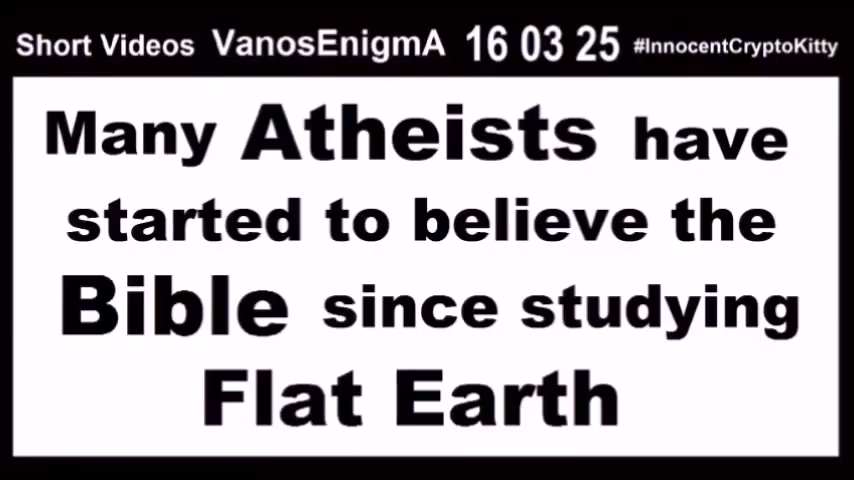 Short Videos VanosEnigmA 16 03 25 #InnocentCryptoKitty
Many Atheists have
started to believe the
Bible since studying
Flat Earth